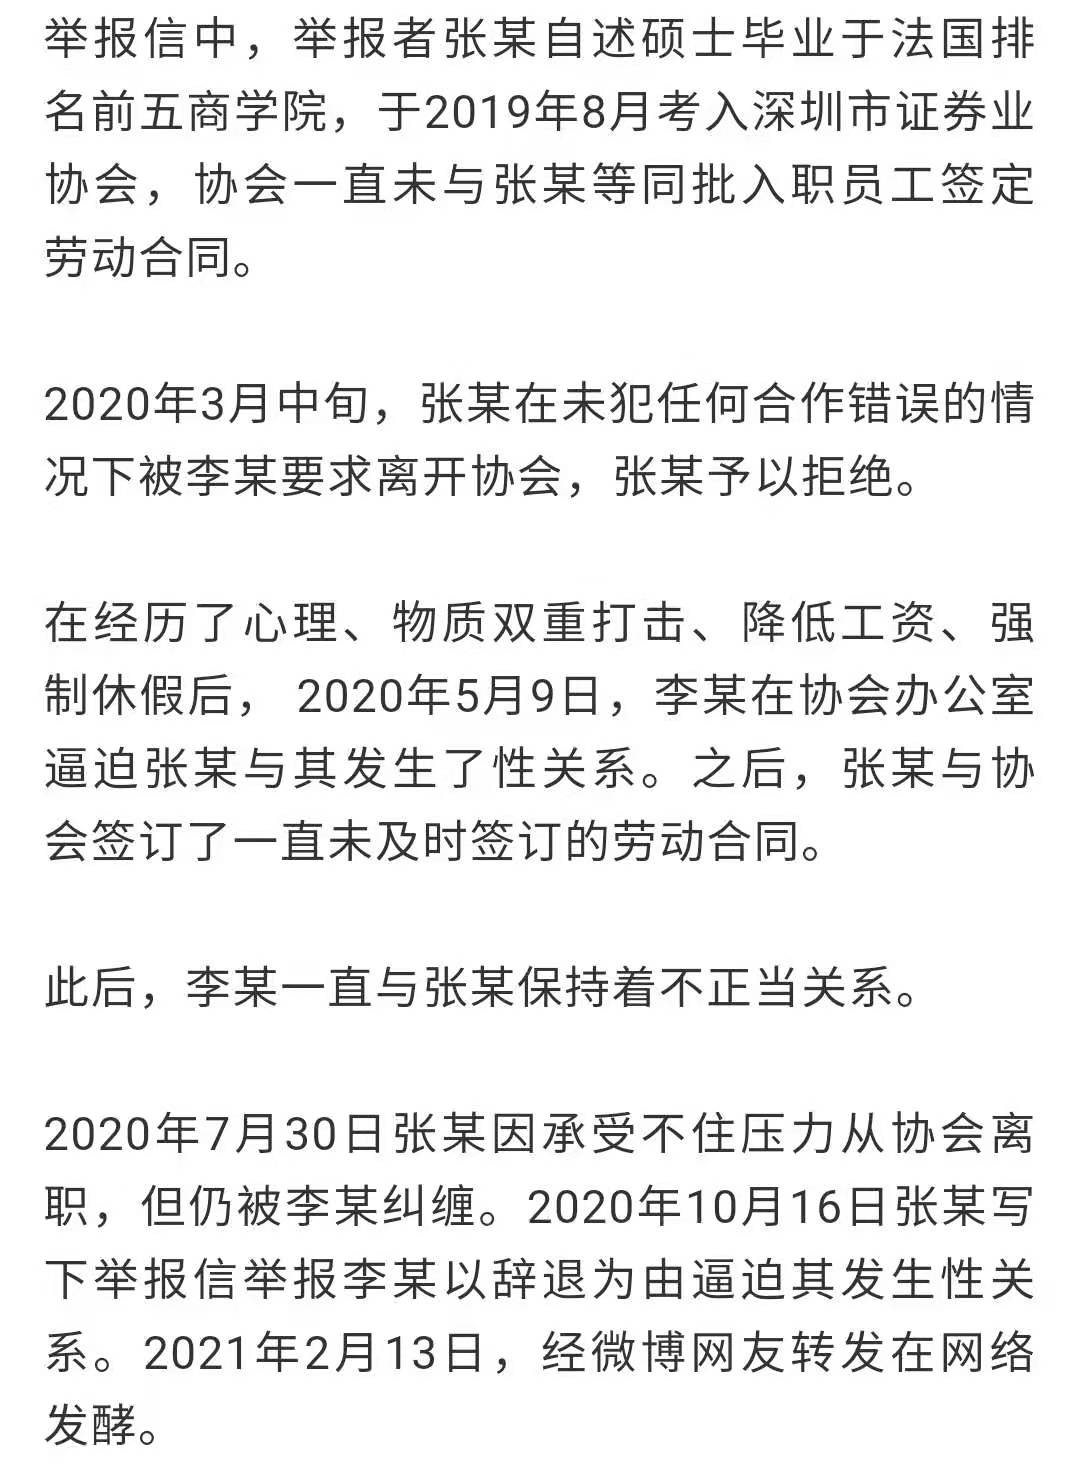 举报信中，举报者张某自述硕士毕业于法国排
名前五商学院，于2019年8月考入深圳市证券业
协会，协会一直未与张某等同批入职员工签定
劳动合同。
2020年3月中旬，张某在未犯任何合作错误的情
况下被李某要求离开协会，张某予以拒绝。
在经历了心理、物质双重打击、降低工资、强
制休假后， 2020年5月9日，李某在协会办公室
逼迫张某与其发生了性关系。之后，张某与协
会签订了一直未及时签订的劳动合同。
此后，李某一直与张某保持着不正当关系。
2020年7月30日张某因承受不住压力从协会离
职，但仍被李某纠缠。2020年10月16日张某写
下举报信举报李某以辞退为由逼迫其发生性关
系。2021年2月13日，经微博网友转发在网络
发酵。